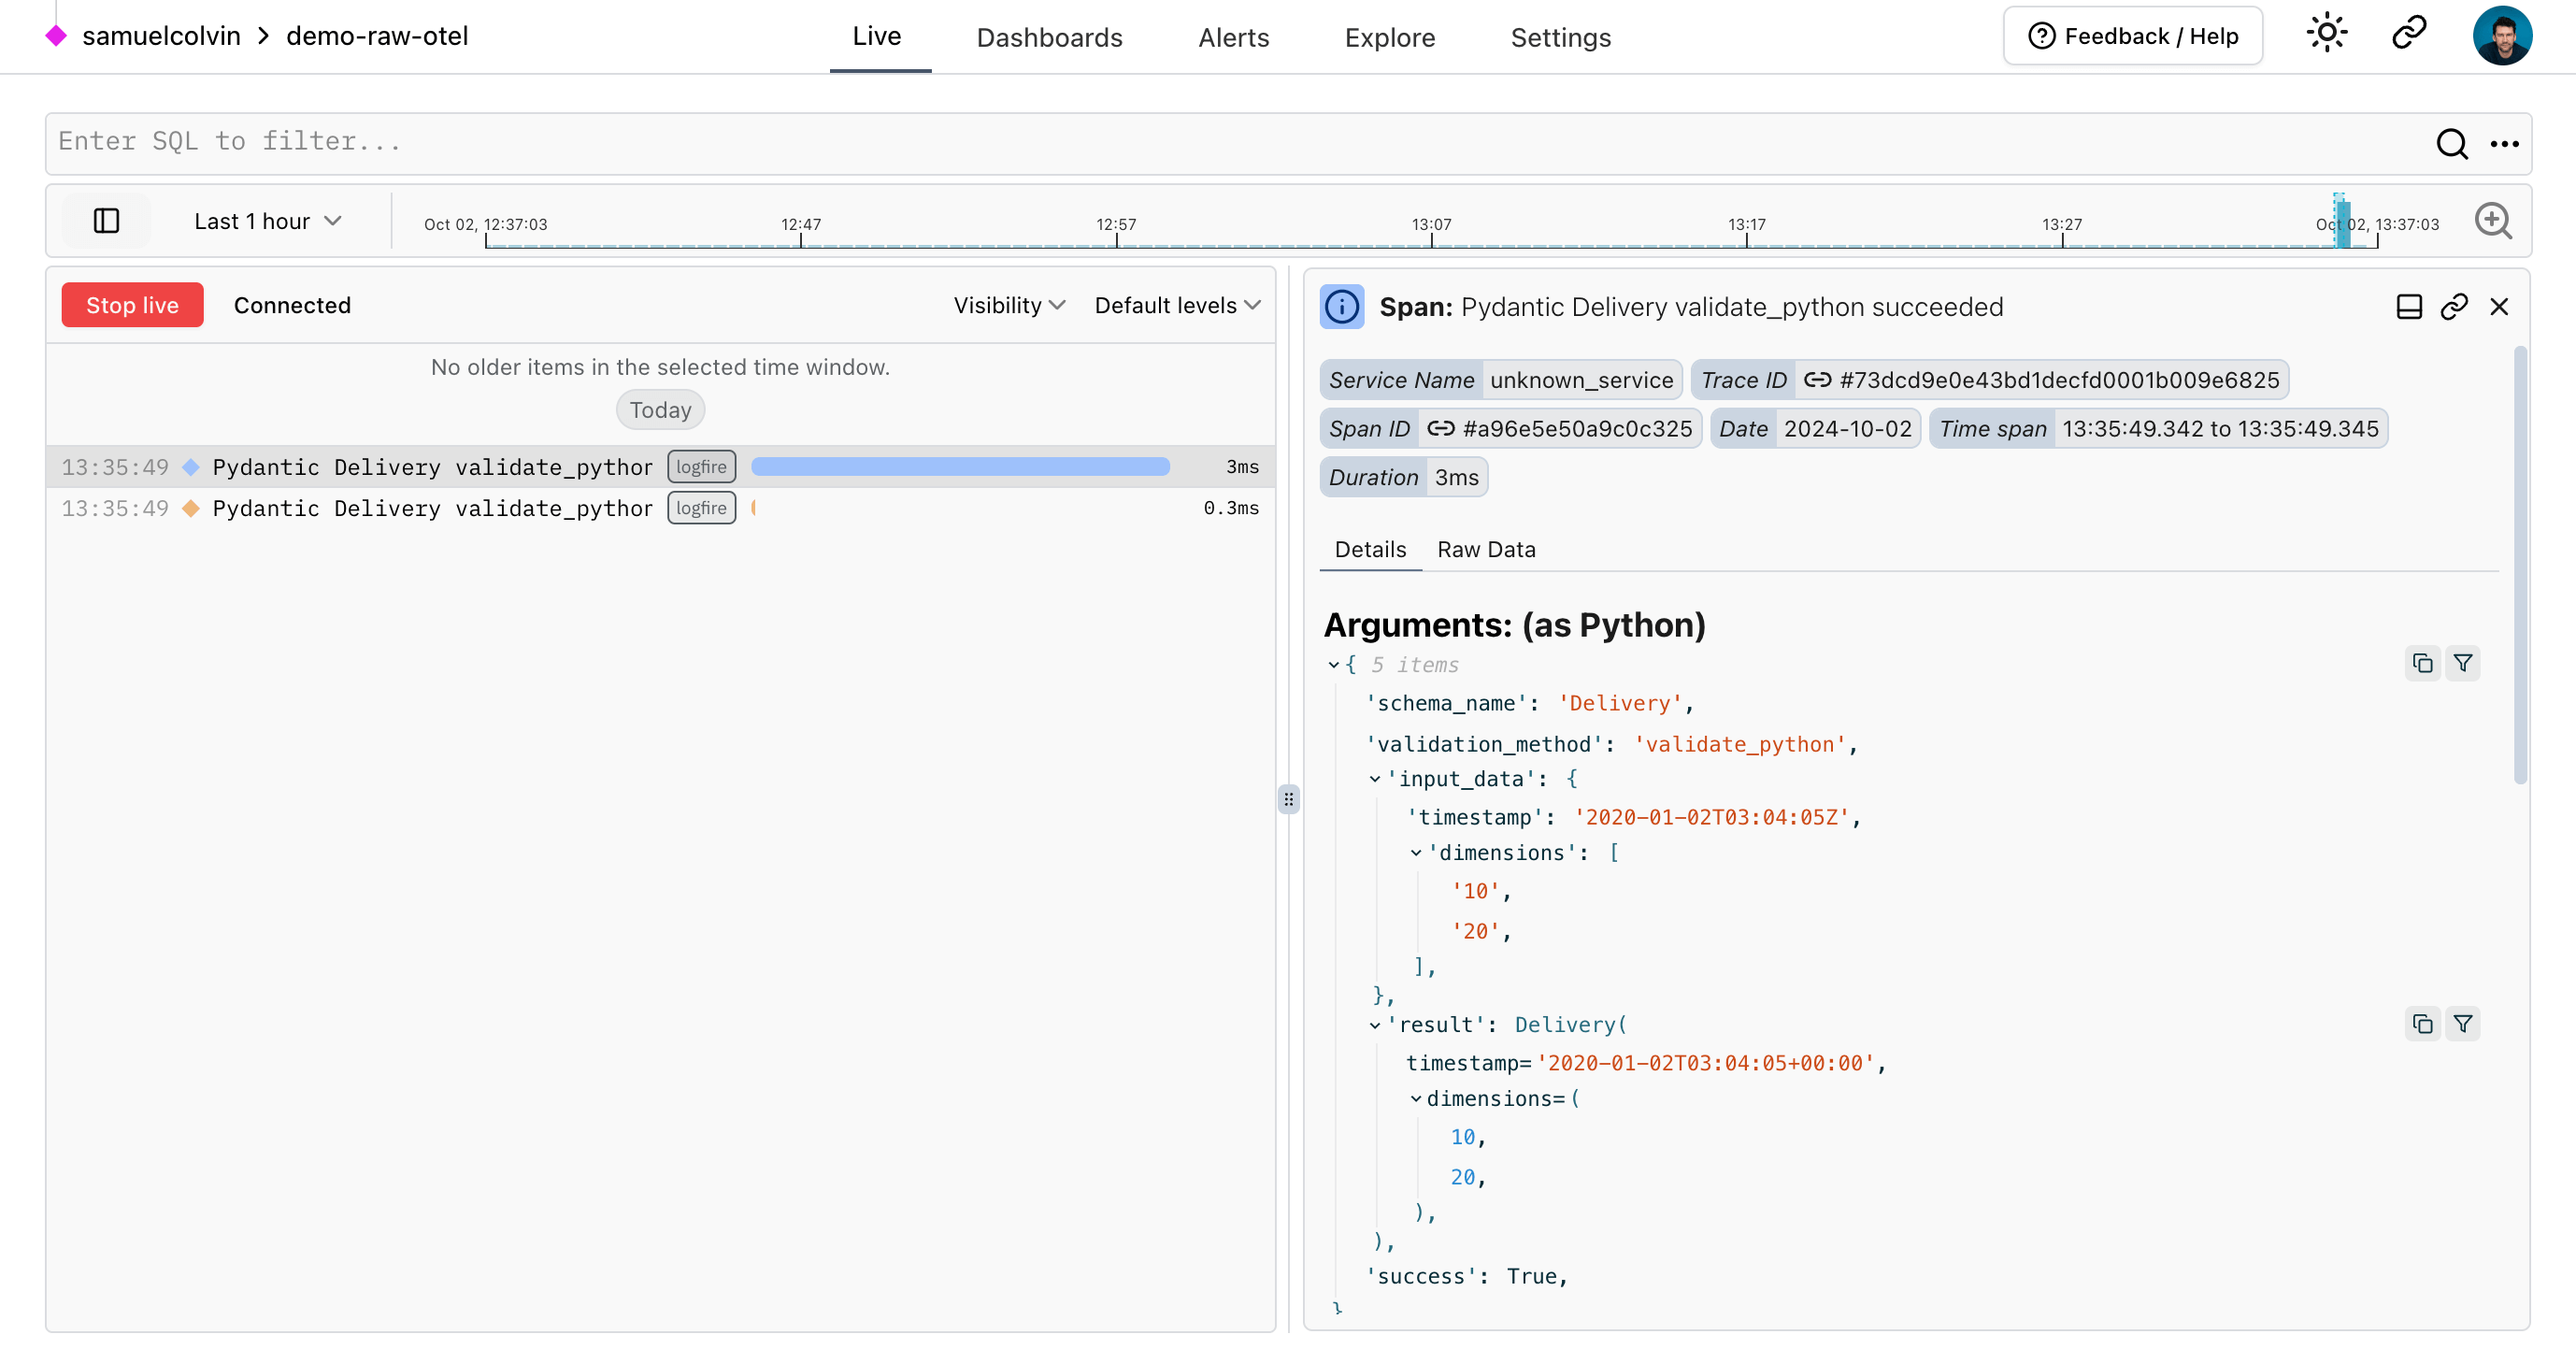 samuelcolvin > demo-raw-otel
Live Dashboards Alerts Explore Settings
Feedback / Help
Enter SQL to filter...
Last 1 hour
Oct 02, 12:37:03 12:47 12:57 13:07 13:17 13:27 Oct 02, 13:37:03
Stop live Connected Visibility Default levels
No older items in the selected time window.
Today
13:35:49 Pydantic Delivery validate_python logfire 3ms
13:35:49 Pydantic Delivery validate_python logfire 0.3ms
Span: Pydantic Delivery validate_python succeeded
Service Name unknown_service Trace ID #73dcd9e0e43bd1decfd0001b009e6825
Span ID #a96e5e50a9c0c325 Date 2024-10-02 Time span 13:35:49.342 to 13:35:49.345
Duration 3ms
Details Raw Data
Arguments: (as Python)
{ 5 items
'schema_name': 'Delivery',
'validation_method': 'validate_python',
'input_data': {
'timestamp': '2020-01-02T03:04:05Z',
'dimensions': [
'10',
'20',
],
},
'result': Delivery(
timestamp='2020-01-02T03:04:05+00:00',
dimensions=(
10,
20,
),
),
'success': True,
}